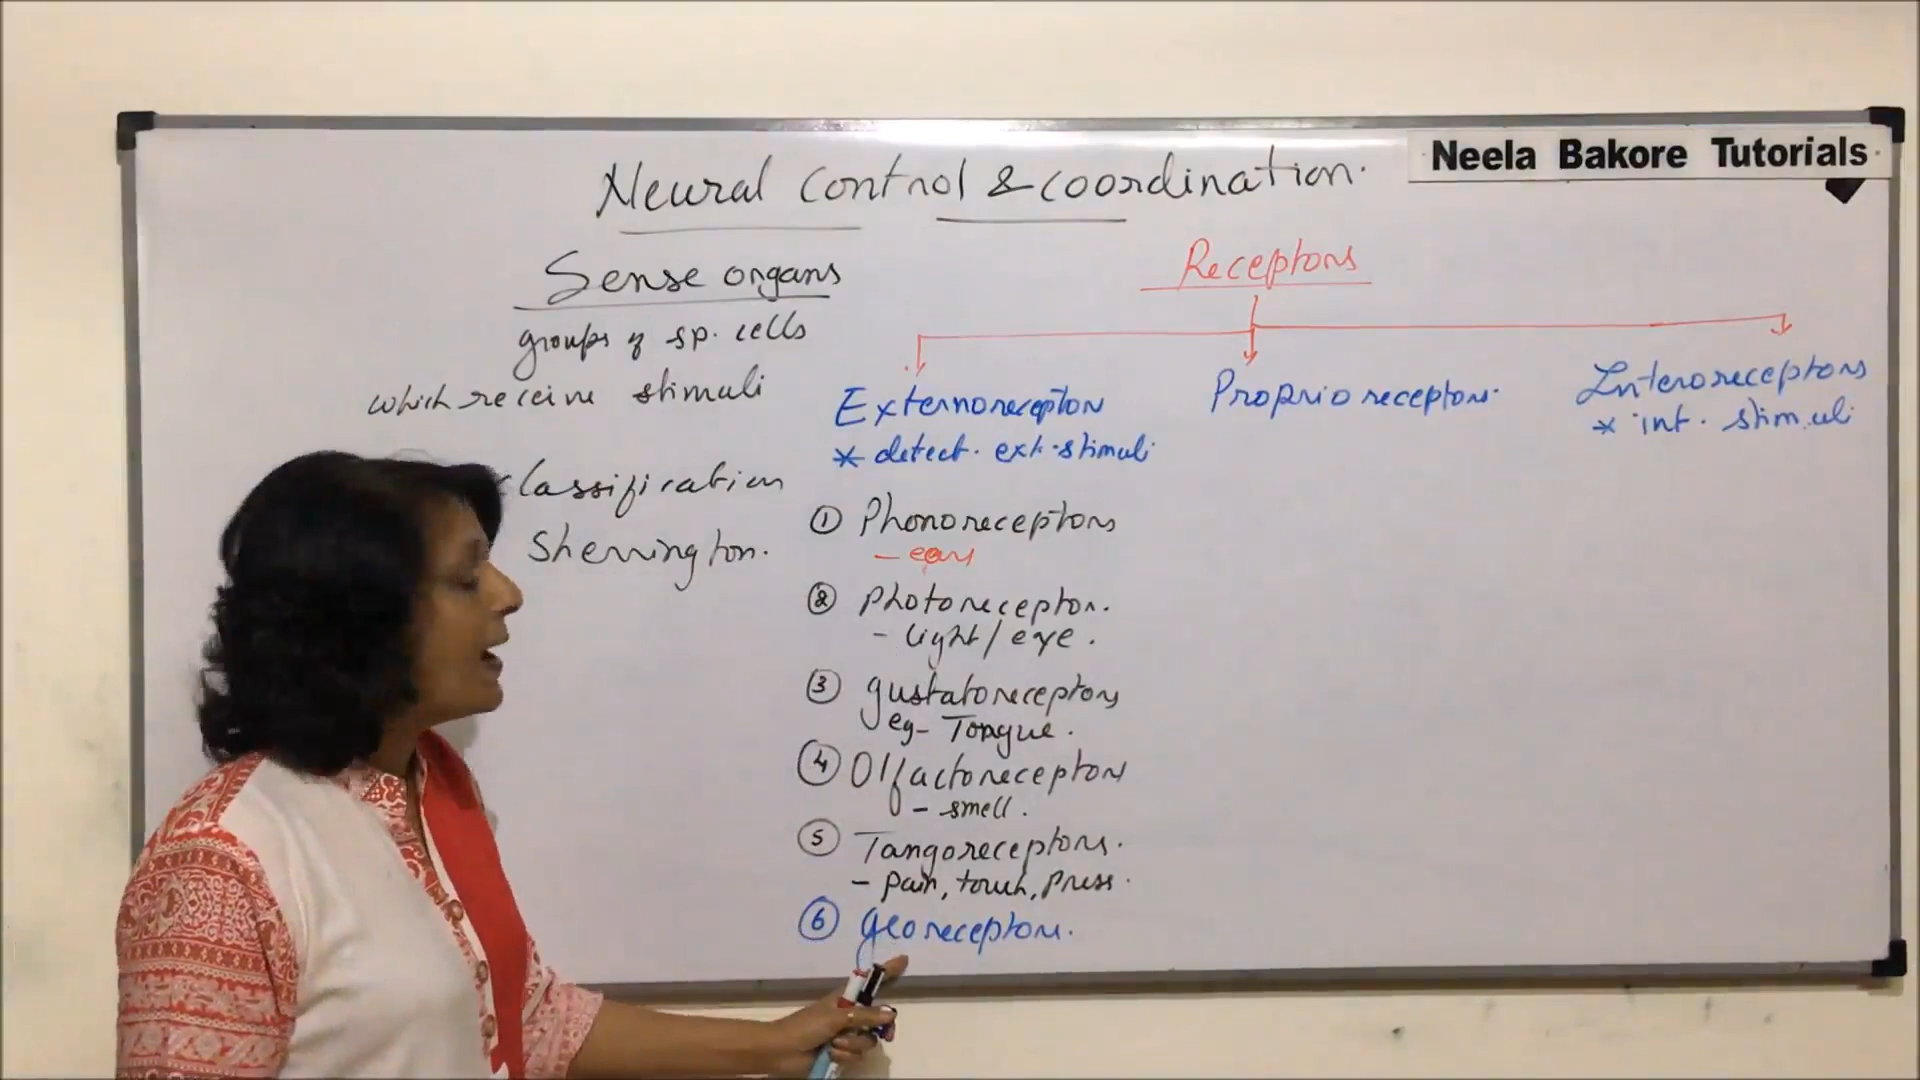 Neela Bakore Tutorials
Neural control & coordination.
Sense organs
groups of sp. cells
which receive stimuli
Classification
Sherrington.
Receptors
Externoreceptor
* detect. ext. stimuli
① Phonoreceptors
- ears
② Photoreceptor.
- light/eye.
③ gustatoreceptors
eg- Tongue.
④ Olfactoreceptors
- smell.
⑤ Tangoreceptors.
- pain, touch, press.
⑥ Georeceptors.
Proprioreceptors.
Interoreceptors
* int. stimuli